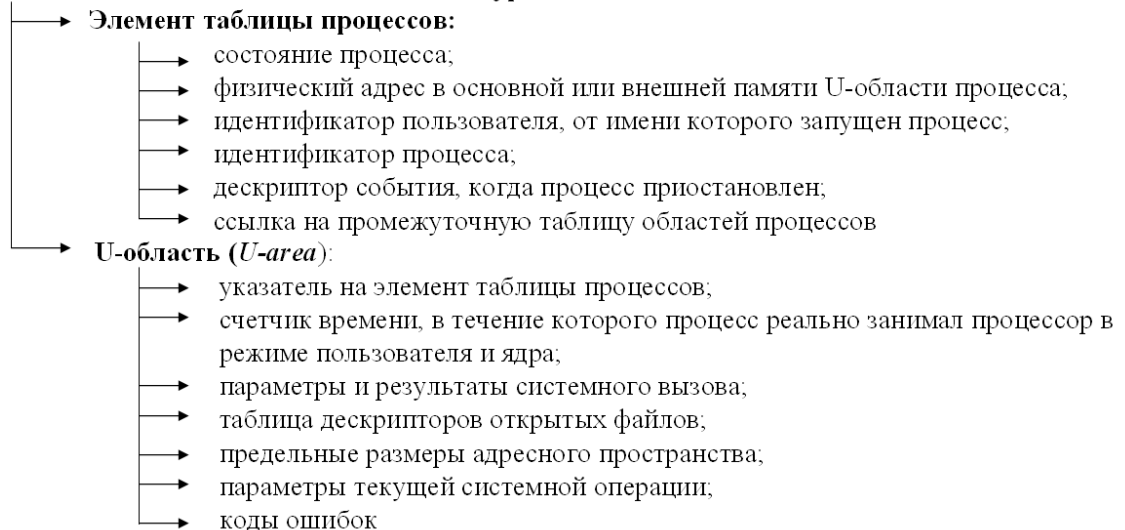 Элемент таблицы процессов:
состояние процесса;
физический адрес в основной или внешней памяти U-области процесса;
идентификатор пользователя, от имени которого запущен процесс;
идентификатор процесса;
дескриптор события, когда процесс приостановлен;
ссылка на промежуточную таблицу областей процессов
U-область (U-area):
указатель на элемент таблицы процессов;
счетчик времени, в течение которого процесс реально занимал процессор в
режиме пользователя и ядра;
параметры и результаты системного вызова;
таблица дескрипторов открытых файлов;
предельные размеры адресного пространства;
параметры текущей системной операции;
коды ошибок